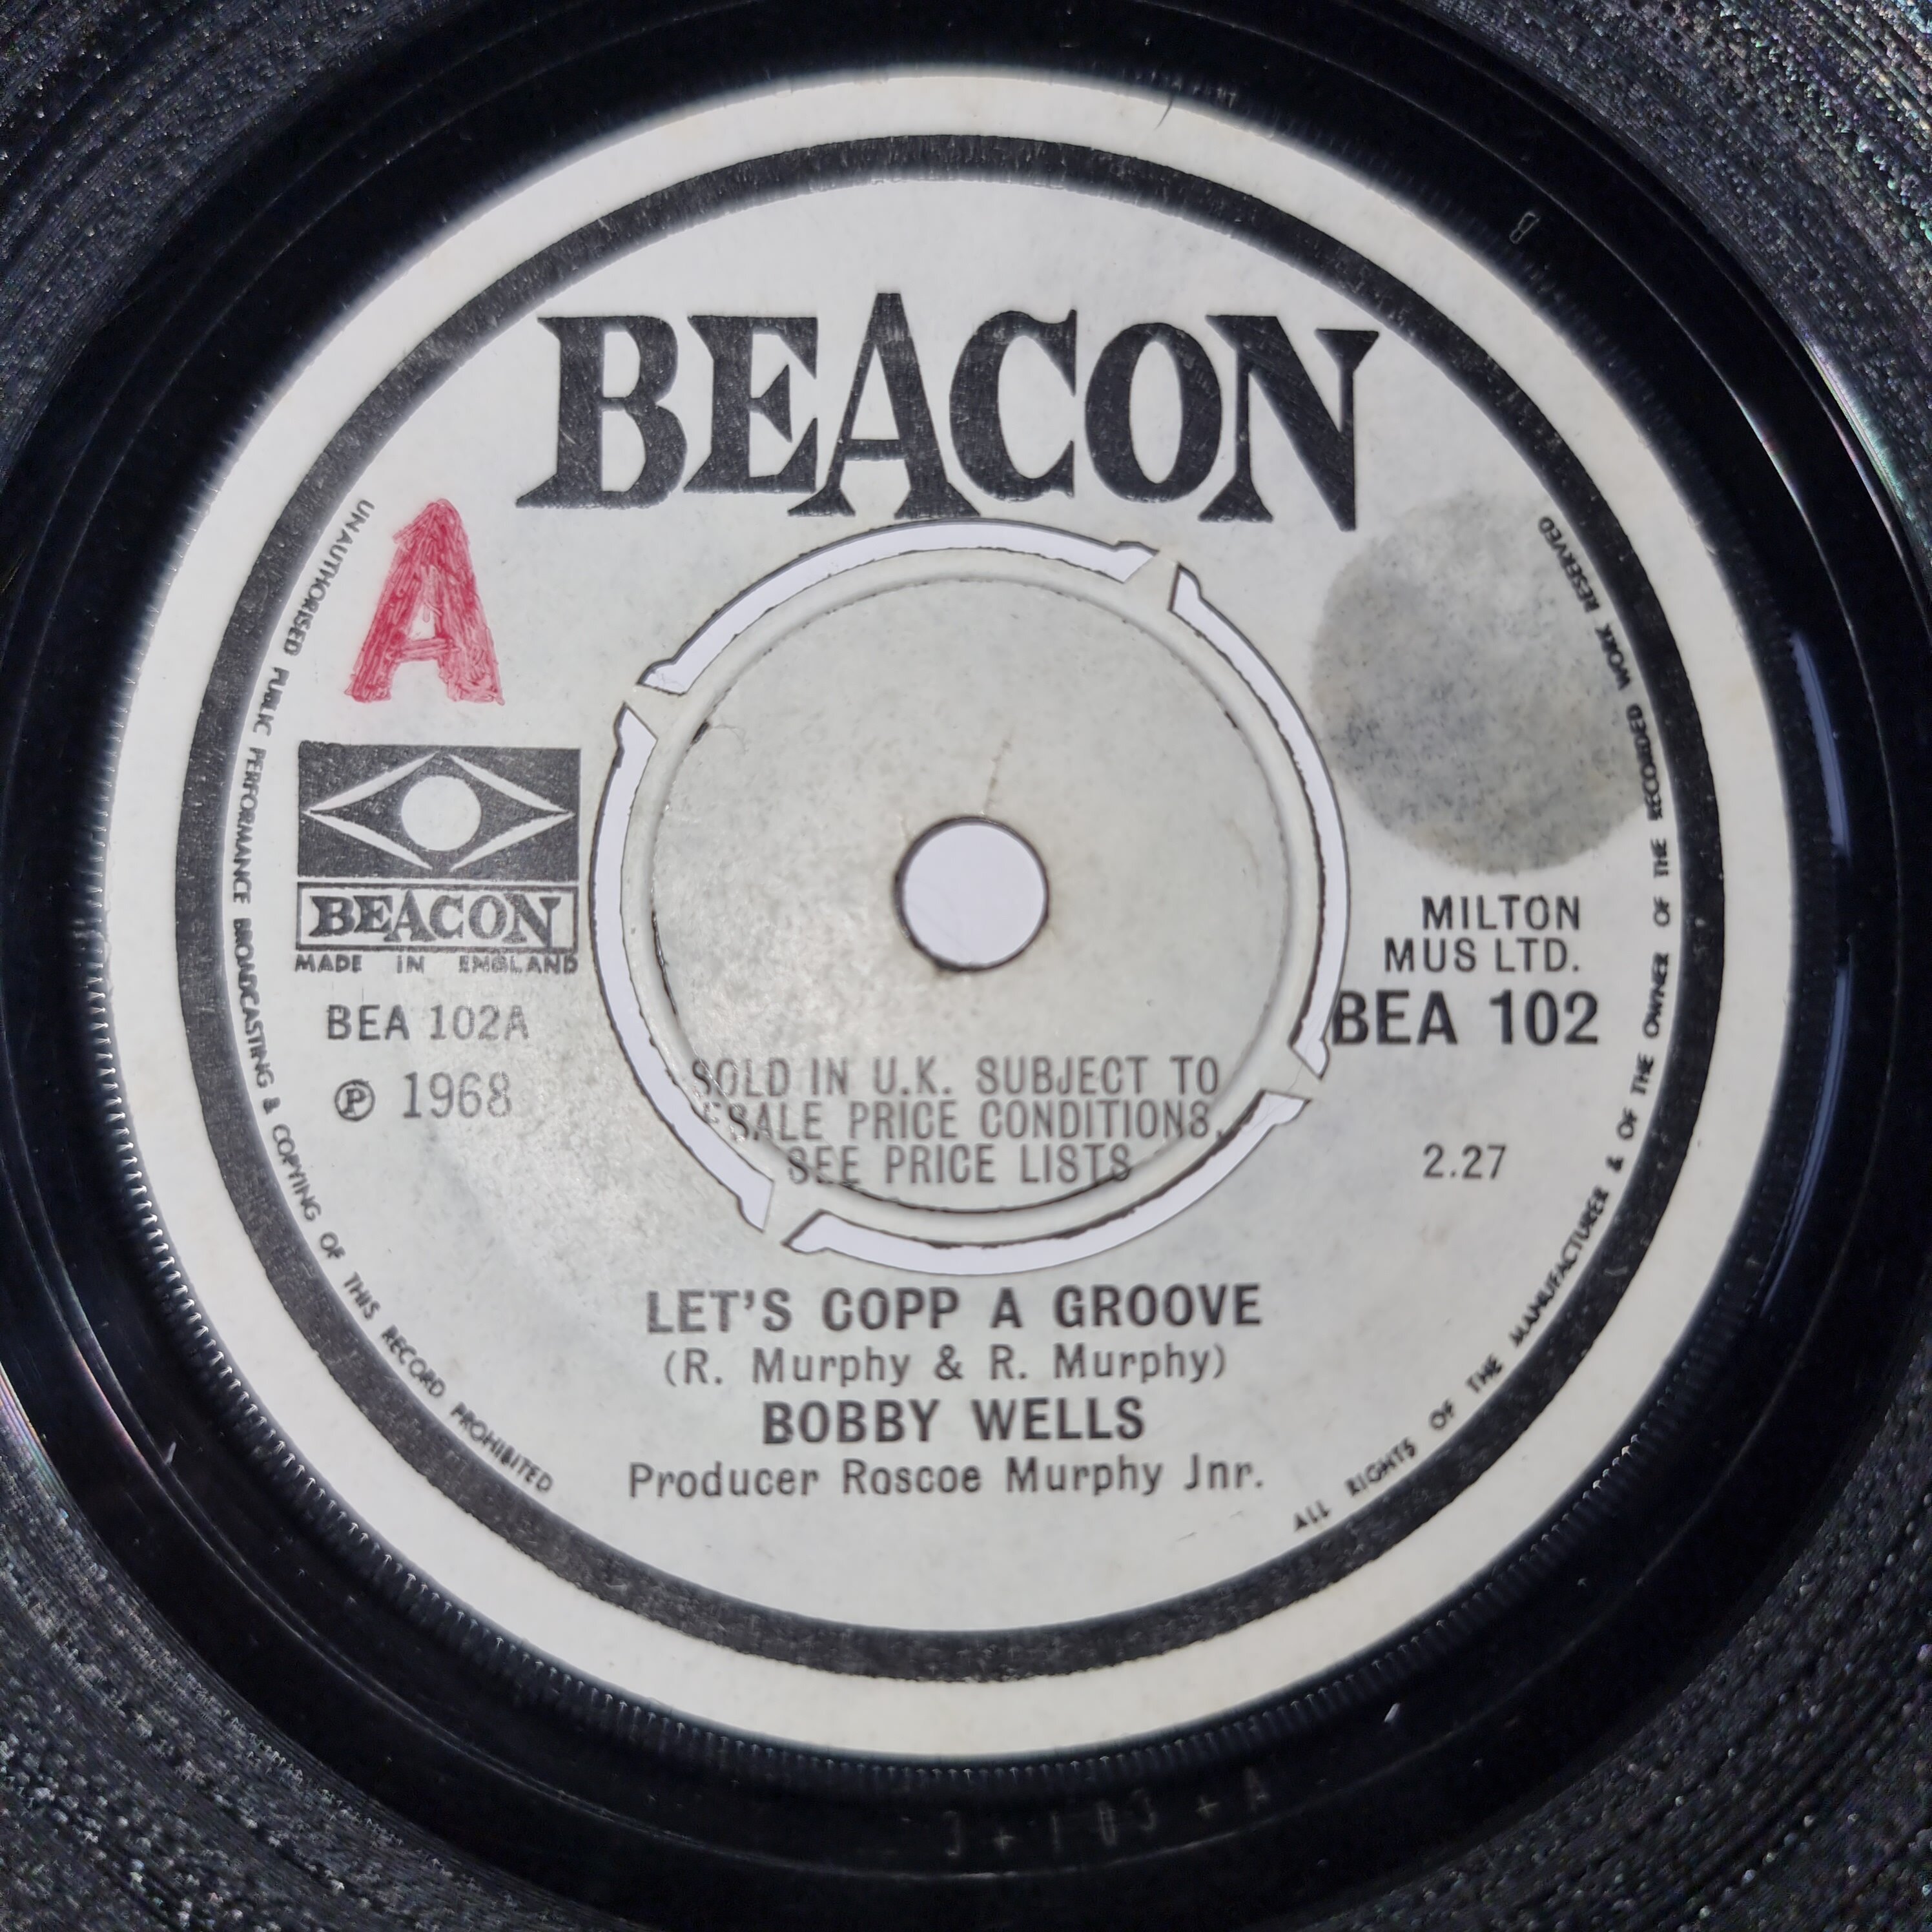 BEACON
A
BEACON
MADE IN ENGLAND
BEA 102A
℗ 1968
MILTON
MUS LTD.
BEA 102
2.27
SOLD IN U.K. SUBJECT TO
ESALE PRICE CONDITIONS,
SEE PRICE LISTS
LET'S COPP A GROOVE
(R. Murphy & R. Murphy)
BOBBY WELLS
Producer Roscoe Murphy Jnr.
UNAUTHORISED PUBLIC PERFORMANCE BROADCASTING & COPYING OF THIS RECORD PROHIBITED
ALL RIGHTS OF THE MANUFACTURER & OF THE OWNER OF THE RECORDED WORK RESERVED
B